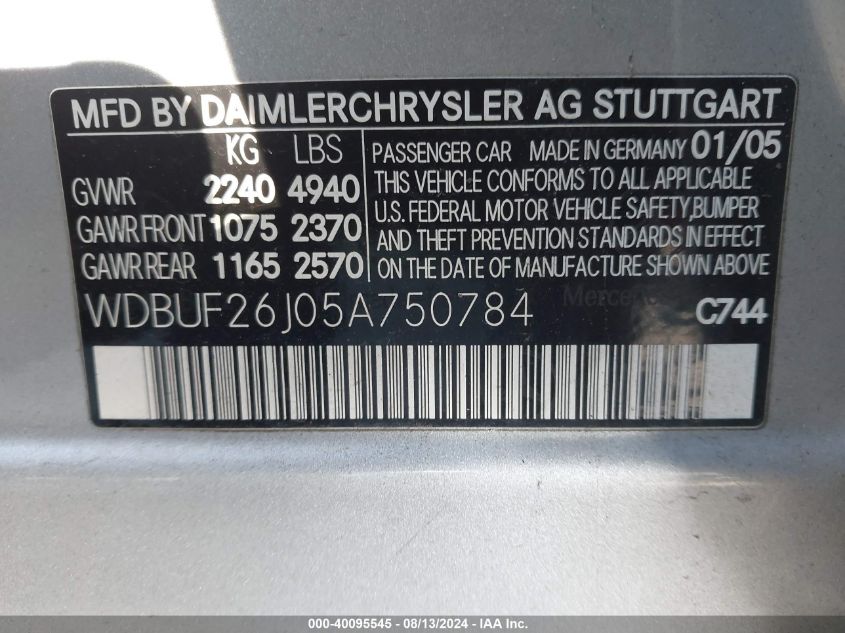 MFD BY DAIMLERCHRYSLER AG STUTTGART
KG LBS
GVWR 2240 4940
GAWR FRONT 1075 2370
GAWR REAR 1165 2570
PASSENGER CAR MADE IN GERMANY 01/05
THIS VEHICLE CONFORMS TO ALL APPLICABLE
U.S. FEDERAL MOTOR VEHICLE SAFETY,BUMPER
AND THEFT PREVENTION STANDARDS IN EFFECT
ON THE DATE OF MANUFACTURE SHOWN ABOVE
WDBUF26J05A750784 C744
000-40095545 - 08/13/2024 - IAA Inc.